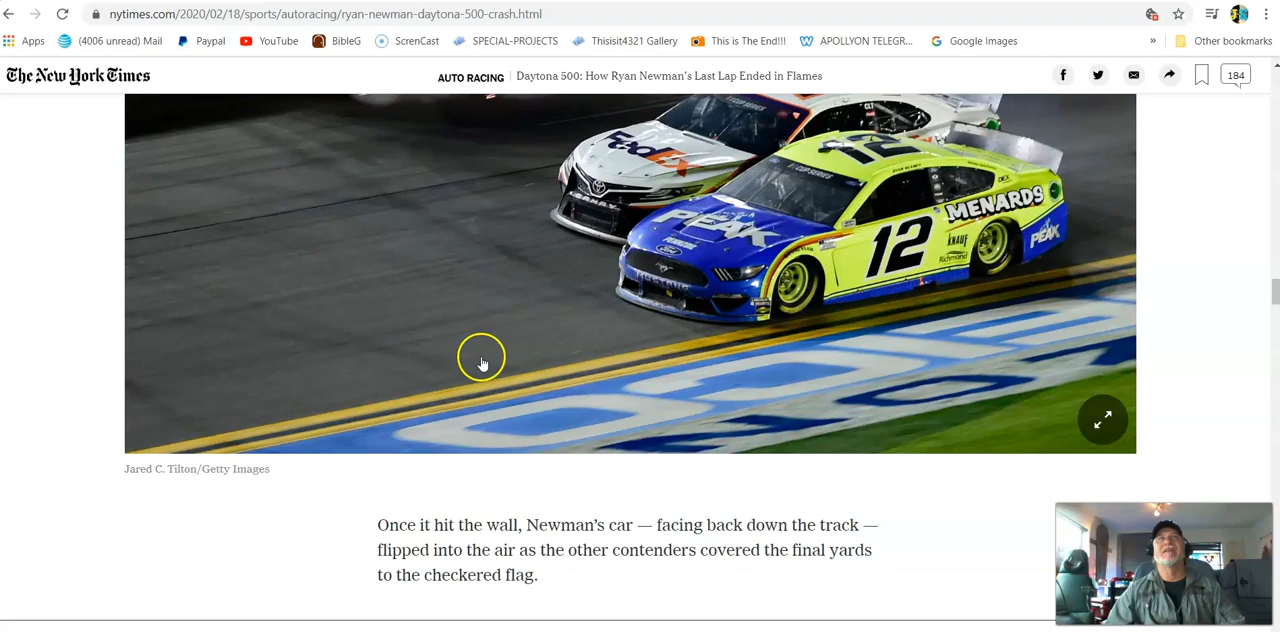 nytimes.com/2020/02/18/sports/autoracing/ryan-newman-daytona-500-crash.html
Apps (4006 unread) Mail Paypal YouTube BibleG ScrenCast SPECIAL-PROJECTS Thisisit4321 Gallery This is The End!!! APOLLYON TELEGR... Google Images » Other bookmarks
The New York Times AUTO RACING Daytona 500: How Ryan Newman's Last Lap Ended in Flames 184
FedEx
CUP SERIES
12
MENARDS
PEAK
PEAK
12
KNAUF
Richmond
Ford
Jared C. Tilton/Getty Images
Once it hit the wall, Newman's car — facing back down the track —
flipped into the air as the other contenders covered the final yards
to the checkered flag.